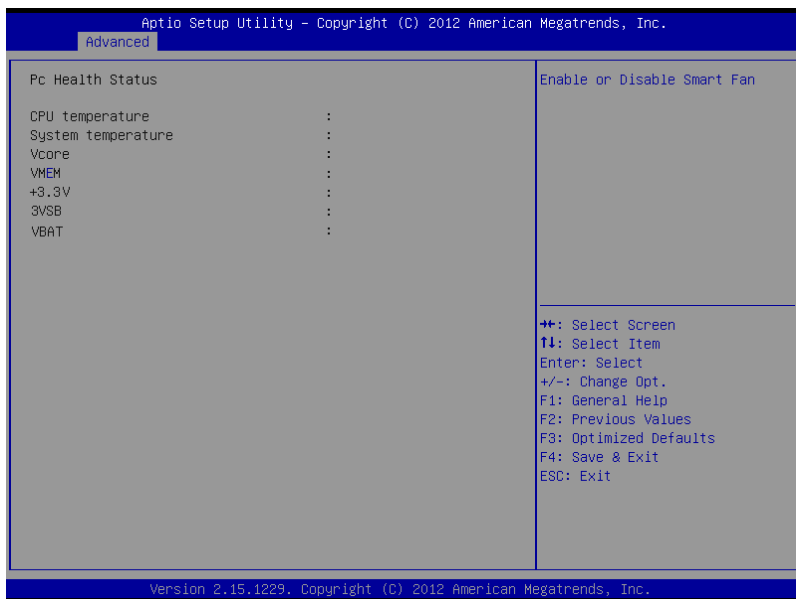 Aptio Setup Utility – Copyright (C) 2012 American Megatrends, Inc.
Advanced
Pc Health Status
CPU temperature :
System temperature :
Vcore :
VMEM :
+3.3V :
3VSB :
VBAT :
Enable or Disable Smart Fan
→←: Select Screen
↑↓: Select Item
Enter: Select
+/-: Change Opt.
F1: General Help
F2: Previous Values
F3: Optimized Defaults
F4: Save & Exit
ESC: Exit
Version 2.15.1229. Copyright (C) 2012 American Megatrends, Inc.